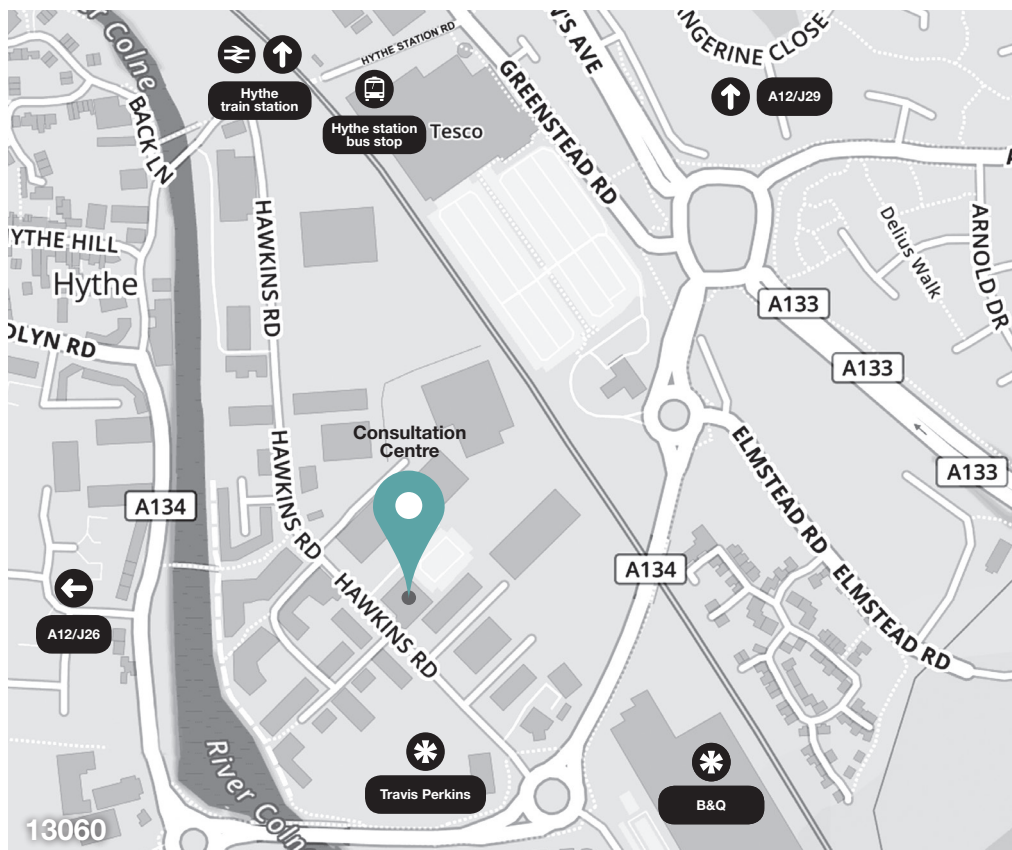 r Colne
HYTHE STATION RD
W'S AVE
NGERINE CLOSE
Hythe
train station
Hythe station
bus stop
Tesco
GREENSTEAD RD
A12/J29
BACK LN
HAWKINS RD
YTHE HILL
Hythe
Delius Walk
ARNOLD DR
A133
OLYN RD
A133
Consultation
Centre
HAWKINS RD
ELMSTEAD RD
A133
A134
A134
HAWKINS RD
ELMSTEAD RD
A12/J26
River Coln
Travis Perkins
B&Q
13060